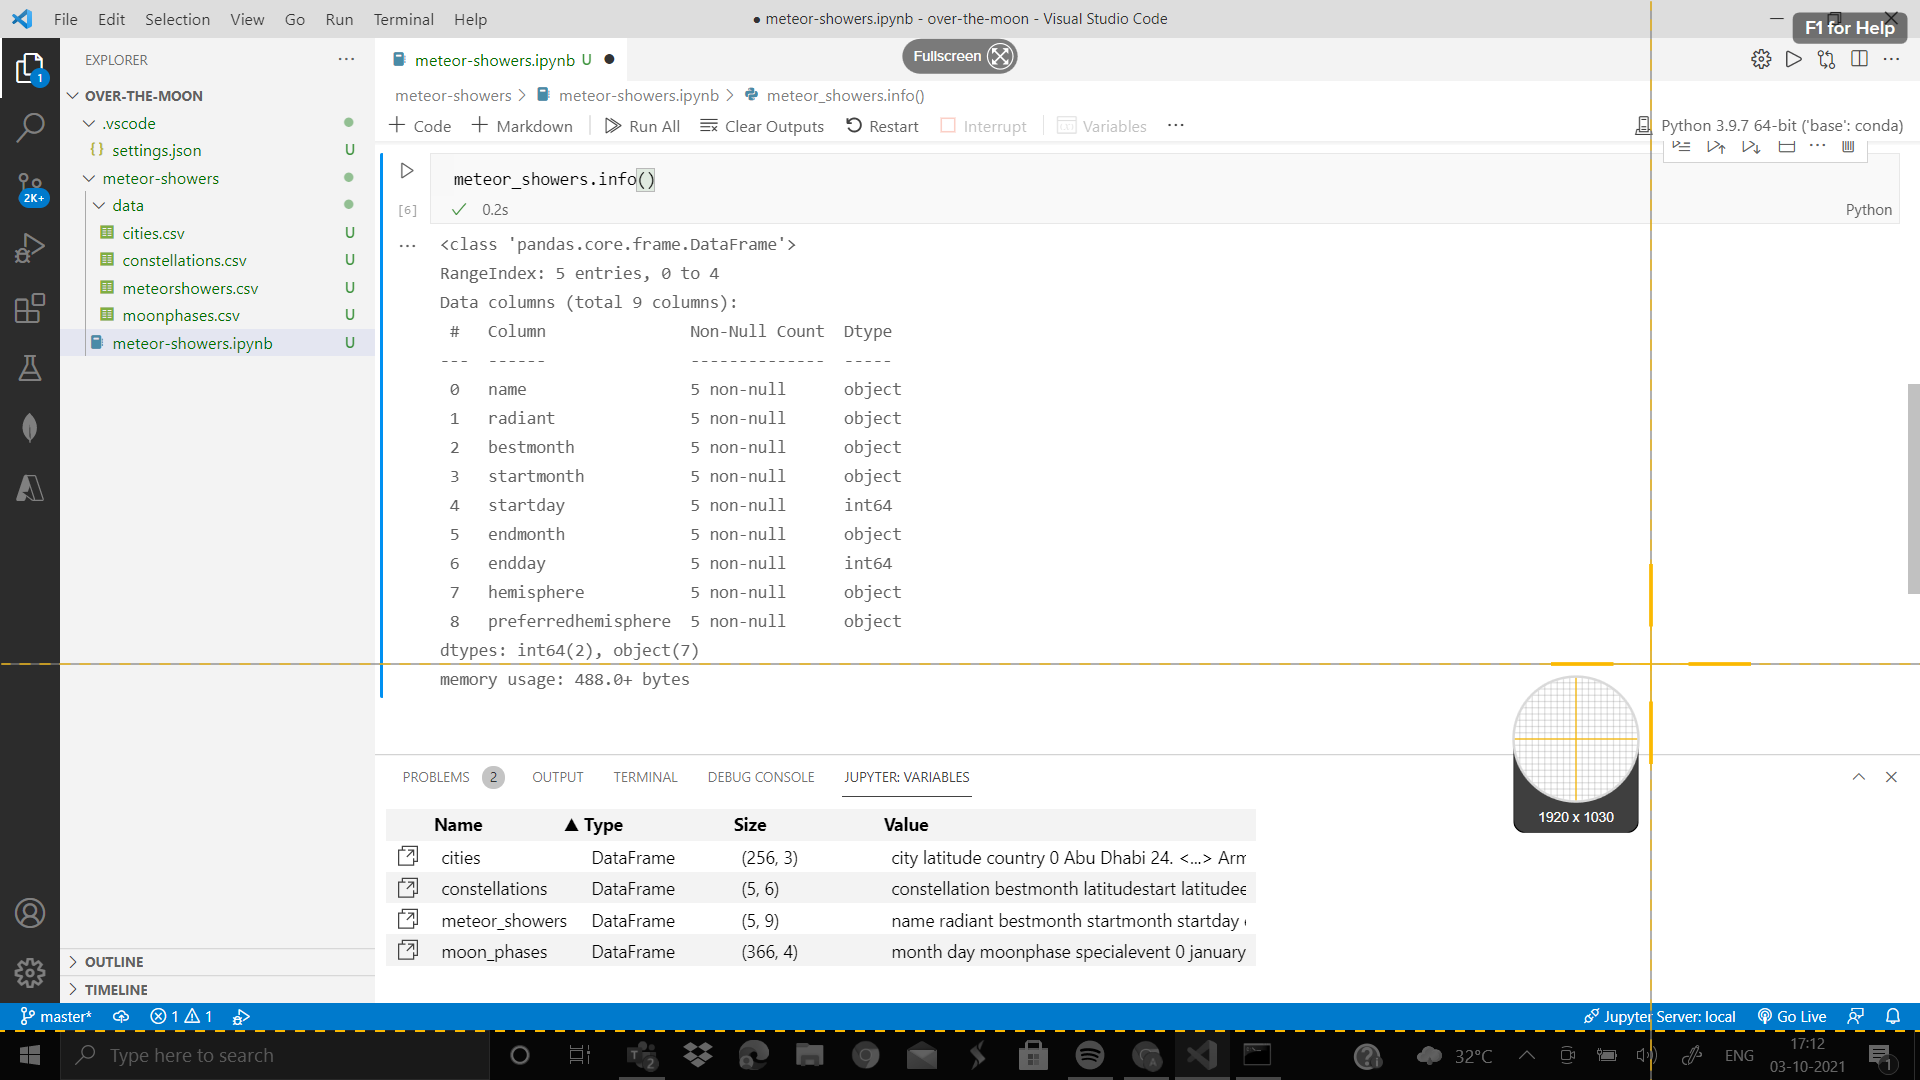 File Edit Selection View Go Run Terminal Help
● meteor-showers.ipynb - over-the-moon - Visual Studio Code
F1 for Help
EXPLORER
meteor-showers.ipynb U
Fullscreen
OVER-THE-MOON
meteor-showers > meteor-showers.ipynb > meteor_showers.info()
.vscode
Code Markdown Run All Clear Outputs Restart Interrupt Variables
Python 3.9.7 64-bit ('base': conda)
settings.json U
meteor-showers
data
cities.csv U
constellations.csv U
meteorshowers.csv U
moonphases.csv U
meteor-showers.ipynb U
1
2K+
meteor_showers.info()
[6] 0.2s
Python
<class 'pandas.core.frame.DataFrame'>
RangeIndex: 5 entries, 0 to 4
Data columns (total 9 columns):
# Column Non-Null Count Dtype
--- ------ -------------- -----
0 name 5 non-null object
1 radiant 5 non-null object
2 bestmonth 5 non-null object
3 startmonth 5 non-null object
4 startday 5 non-null int64
5 endmonth 5 non-null object
6 endday 5 non-null int64
7 hemisphere 5 non-null object
8 preferredhemisphere 5 non-null object
dtypes: int64(2), object(7)
memory usage: 488.0+ bytes
PROBLEMS 2 OUTPUT TERMINAL DEBUG CONSOLE JUPYTER: VARIABLES
1920 x 1030
Name Type Size Value
cities DataFrame (256, 3) city latitude country 0 Abu Dhabi 24. <...> Arm
constellations DataFrame (5, 6) constellation bestmonth latitudestart latitudee
meteor_showers DataFrame (5, 9) name radiant bestmonth startmonth startday
moon_phases DataFrame (366, 4) month day moonphase specialevent 0 january
OUTLINE
TIMELINE
master* 1 1
Jupyter Server: local Go Live
Type here to search
2
32°C
ENG
17:12
03-10-2021
1